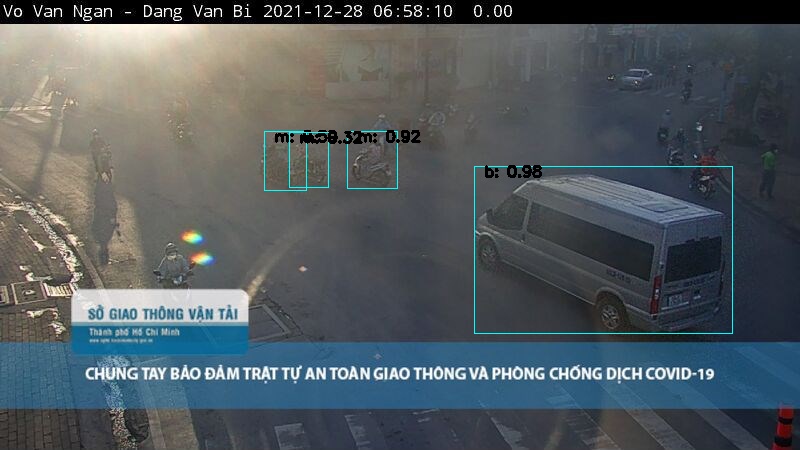 Vo Van Ngan - Dang Van Bi 2021-12-28 06:58:10 0.00
m: 0.92
b: 0.98
SỞ GIAO THÔNG VẬN TẢI
Thành phố Hồ Chí Minh
CHUNG TAY BẢO ĐẢM TRẬT TỰ AN TOÀN GIAO THÔNG VÀ PHÒNG CHỐNG DỊCH COVID-19